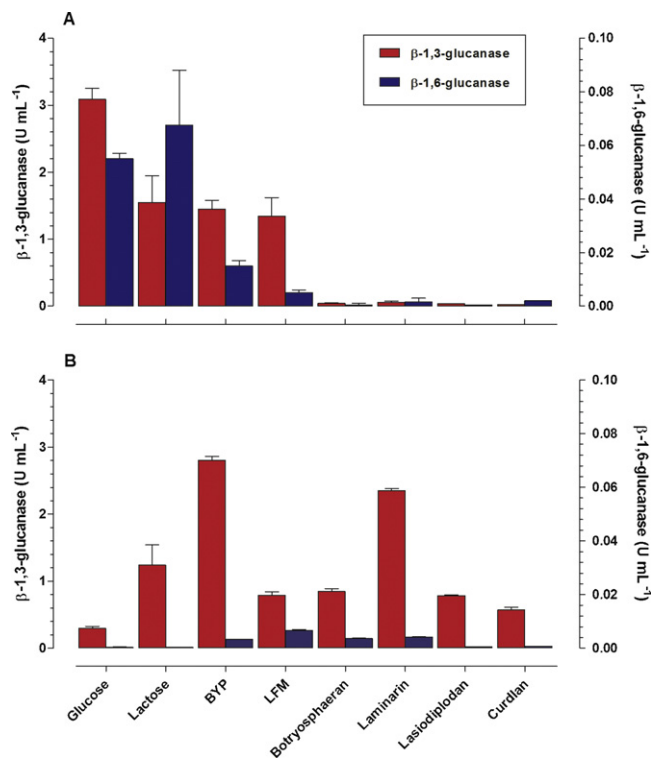 A
β-1,3-glucanase
β-1,6-glucanase
β-1,3-glucanase (U mL⁻¹)
4
3
2
1
0
β-1,6-glucanase (U mL⁻¹)
0.10
0.08
0.06
0.04
0.02
0.00
B
β-1,3-glucanase (U mL⁻¹)
4
3
2
1
0
β-1,6-glucanase (U mL⁻¹)
0.10
0.08
0.06
0.04
0.02
0.00
Glucose
Lactose
BYP
LFM
Botryosphaeran
Laminarin
Lasiodiplodan
Curdlan